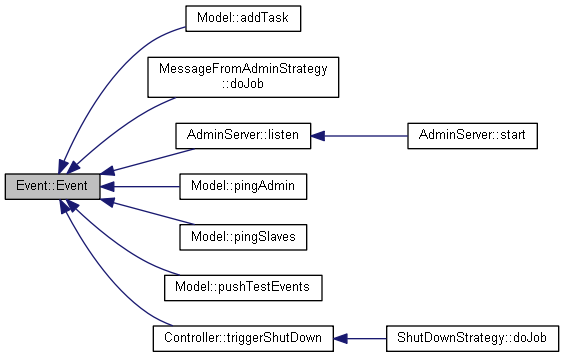 Model::addTask
MessageFromAdminStrategy
::doJob
AdminServer::listen
AdminServer::start
Event::Event
Model::pingAdmin
Model::pingSlaves
Model::pushTestEvents
Controller::triggerShutDown
ShutDownStrategy::doJob